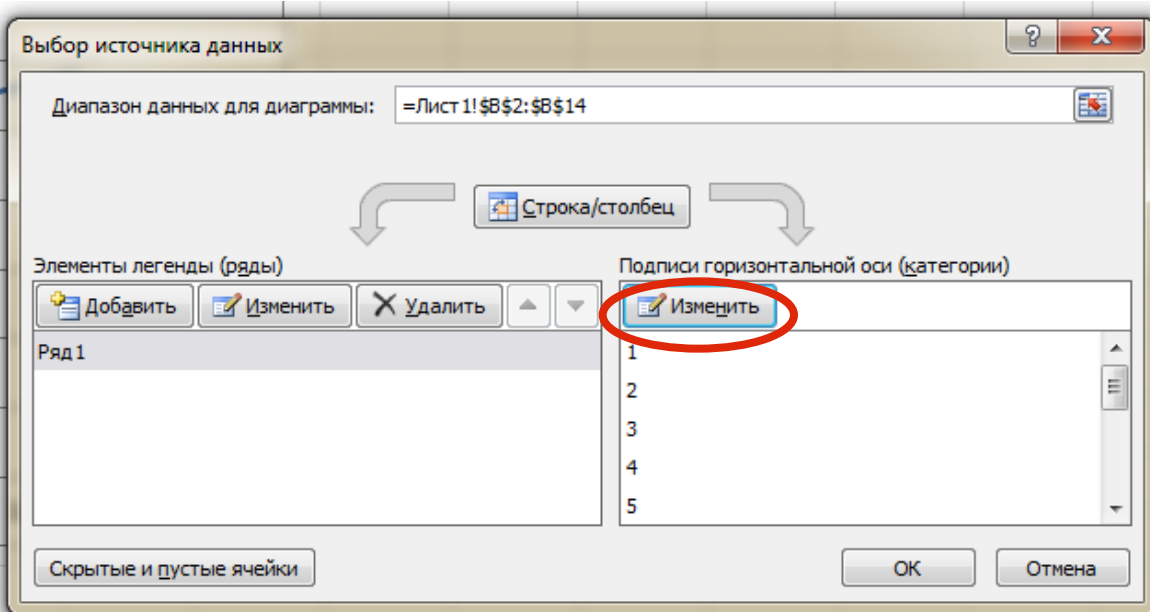 Выбор источника данных
Диапазон данных для диаграммы: =Лист1!$B$2:$B$14
Строка/столбец
Элементы легенды (ряды)
Добавить Изменить Удалить
Ряд1
Подписи горизонтальной оси (категории)
Изменить
1
2
3
4
5
Скрытые и пустые ячейки
ОК Отмена